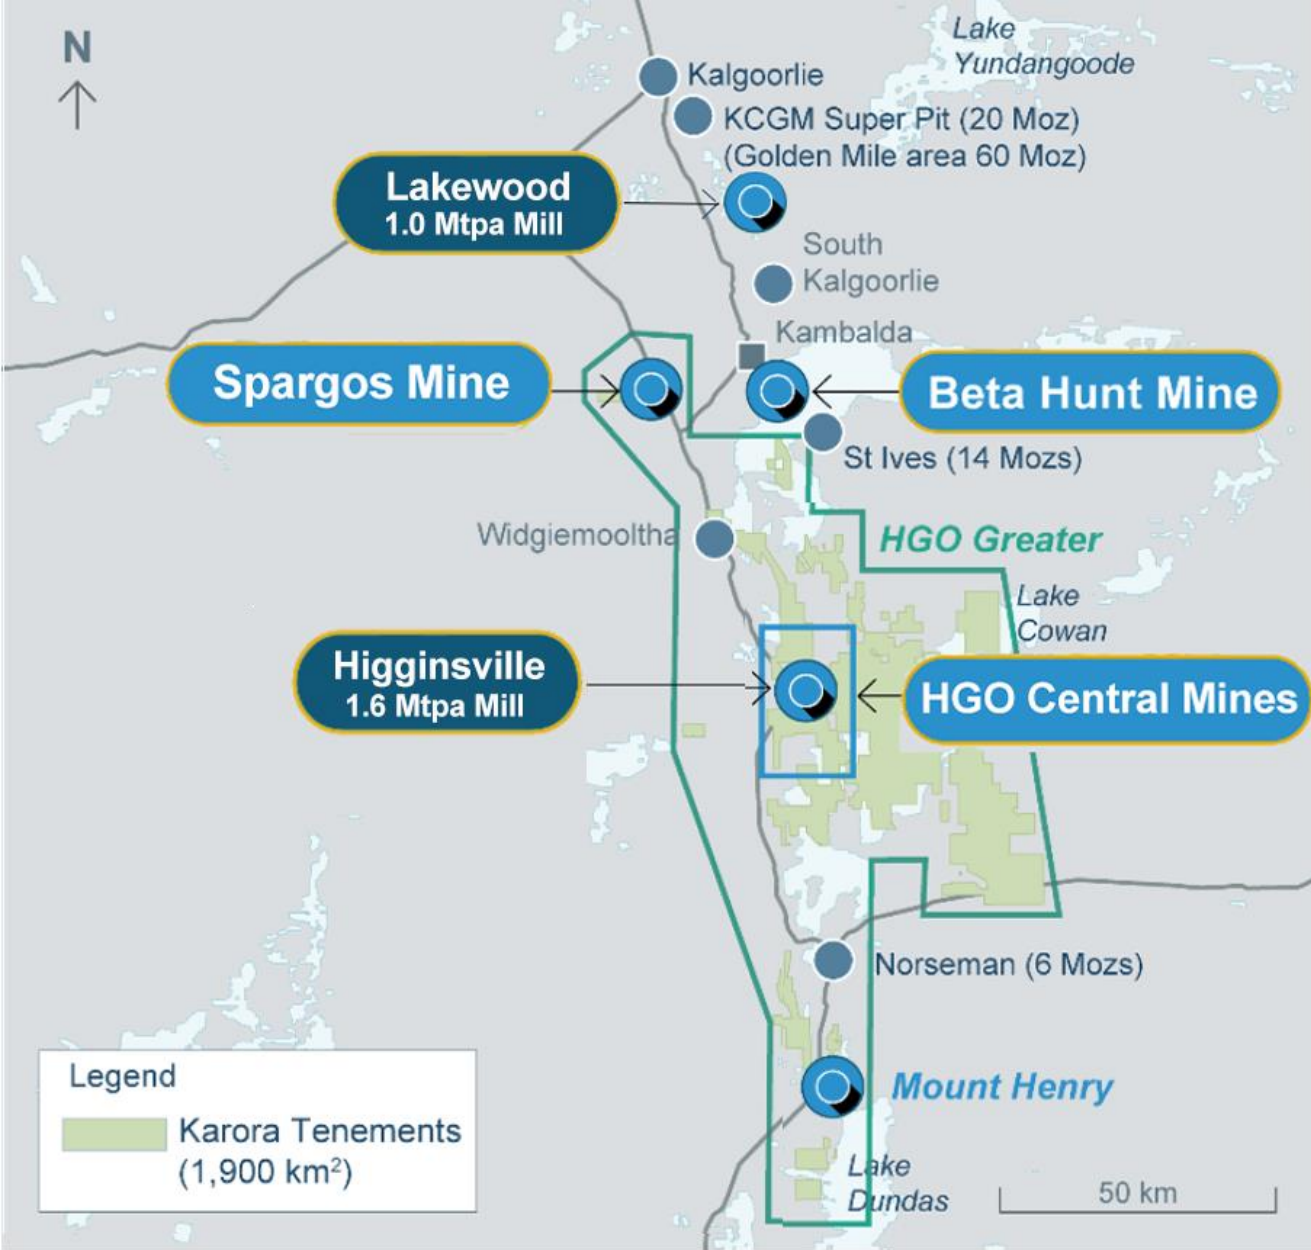 N
Lake
Yundangoode
Kalgoorlie
KCGM Super Pit (20 Moz)
(Golden Mile area 60 Moz)
Lakewood
1.0 Mtpa Mill
South
Kalgoorlie
Kambalda
Spargos Mine
Beta Hunt Mine
St Ives (14 Mozs)
Widgiemooltha
HGO Greater
Lake
Cowan
Higginsville
1.6 Mtpa Mill
HGO Central Mines
Norseman (6 Mozs)
Mount Henry
Legend
Karora Tenements
(1,900 km²)
Lake
Dundas
50 km